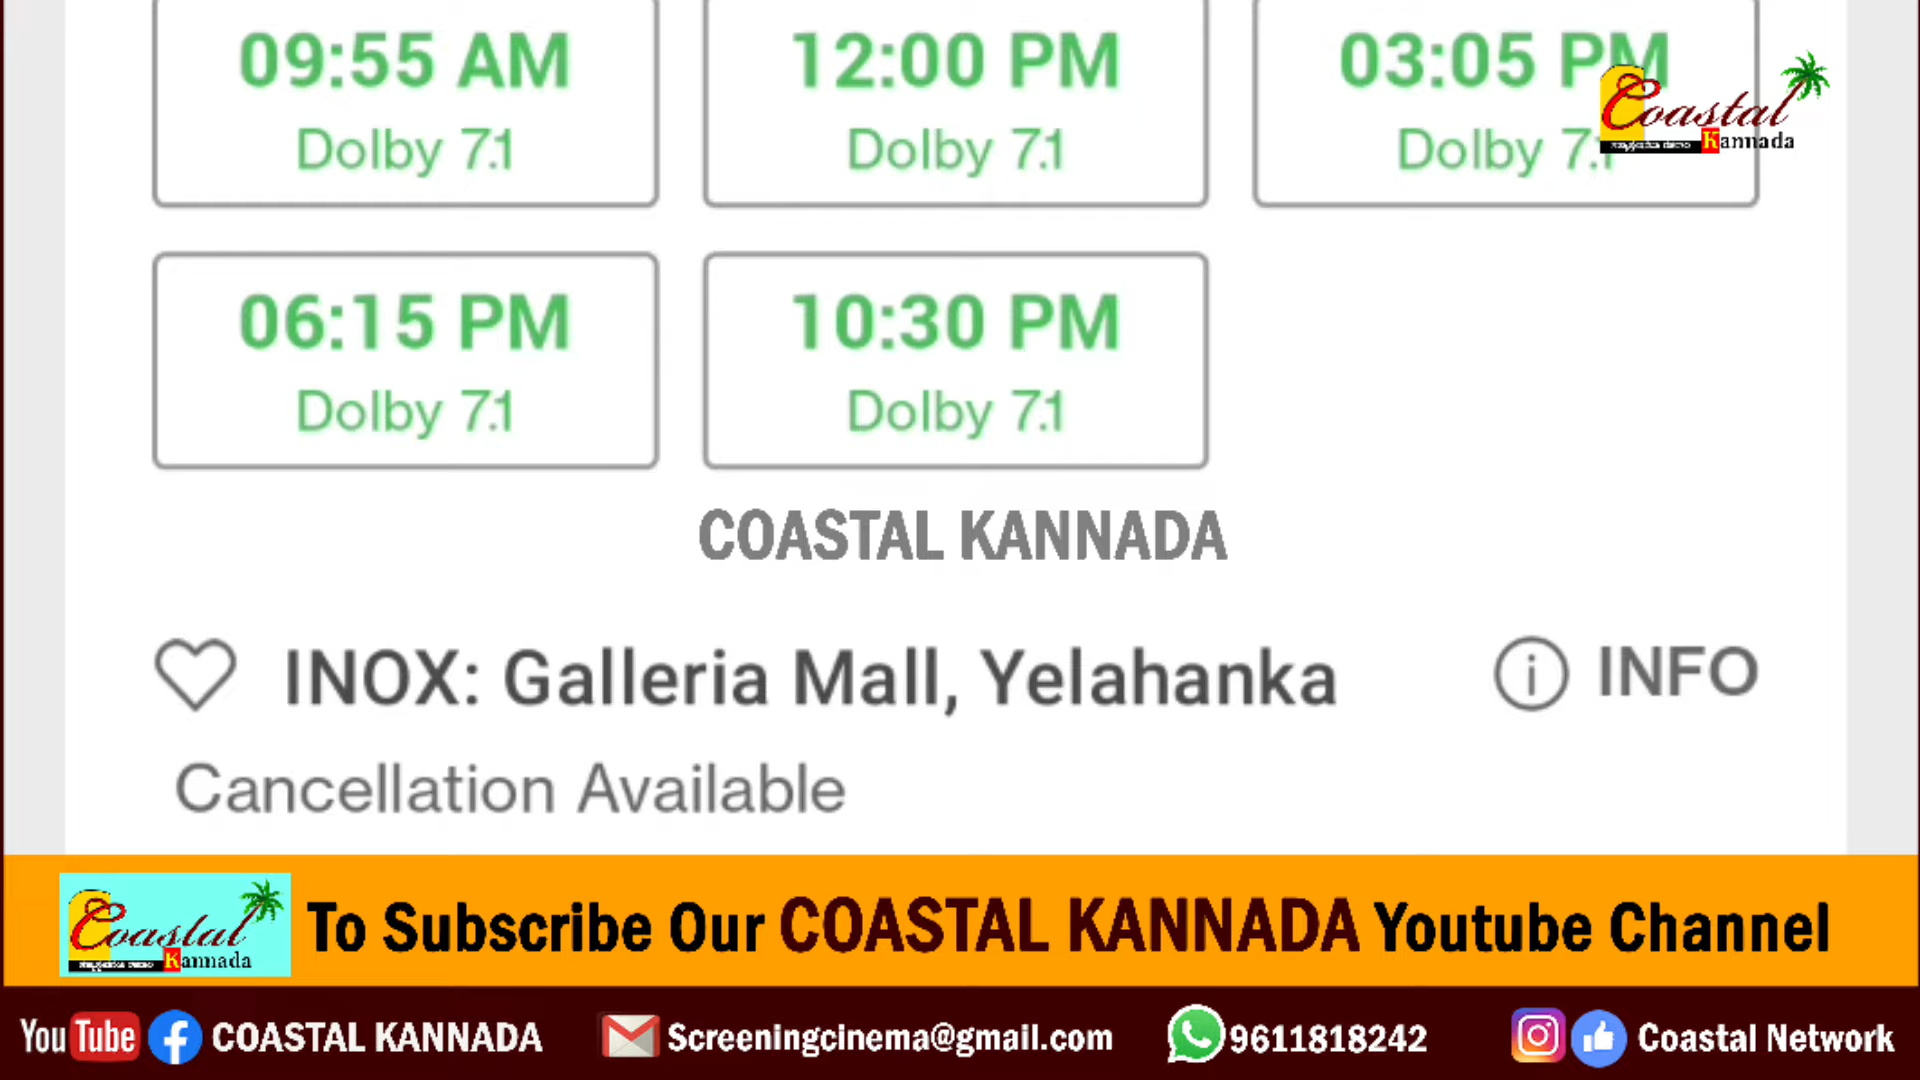 09:55 AM
Dolby 7.1
12:00 PM
Dolby 7.1
03:05 PM
Dolby 7.1
Coastal
Kannada
06:15 PM
Dolby 7.1
10:30 PM
Dolby 7.1
COASTAL KANNADA
INOX: Galleria Mall, Yelahanka
INFO
Cancellation Available
Coastal
Kannada
To Subscribe Our COASTAL KANNADA Youtube Channel
YouTube f COASTAL KANNADA
Screeningcinema@gmail.com
9611818242
Coastal Network